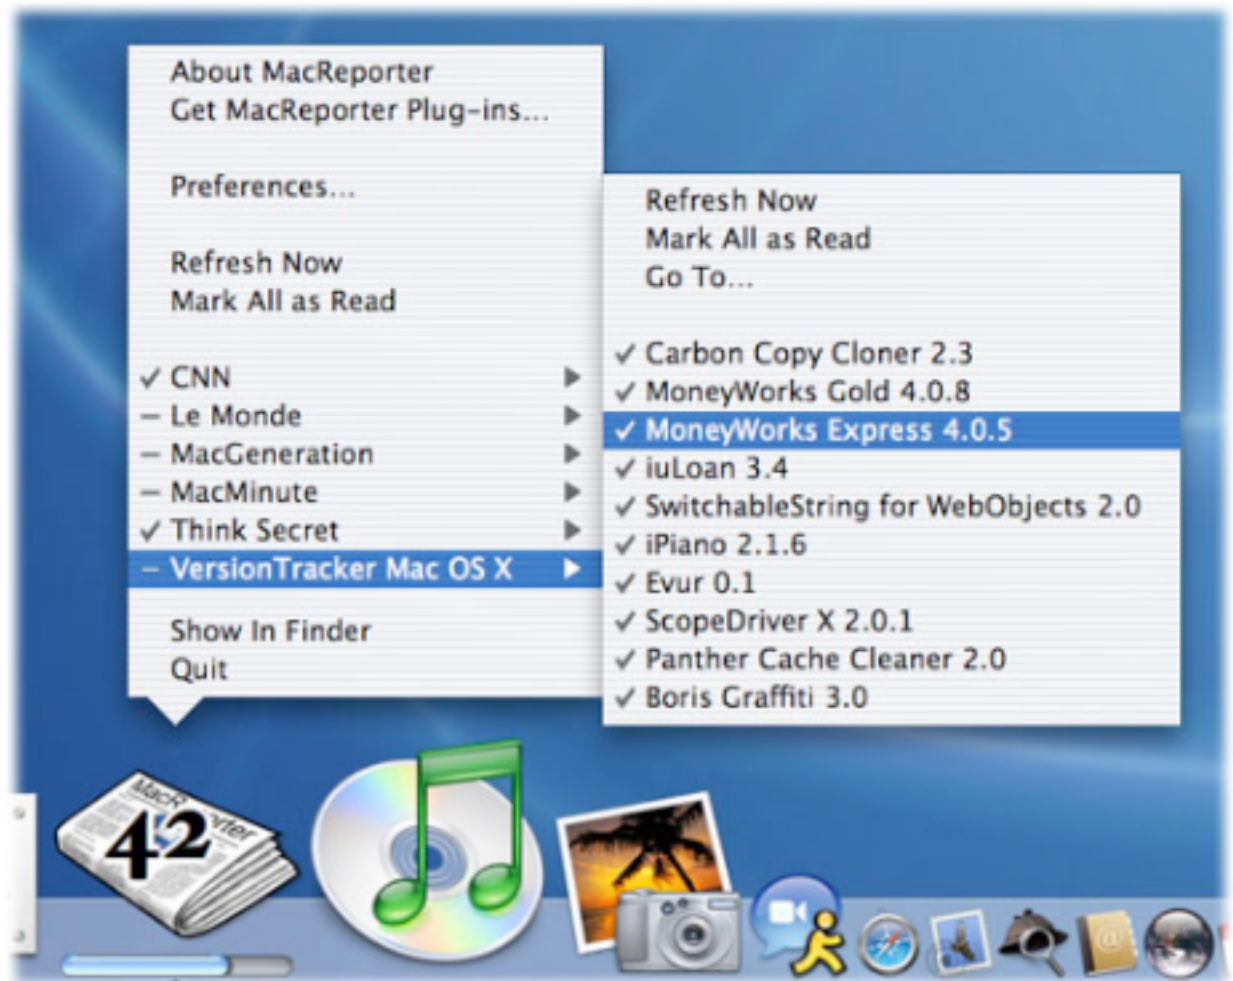 About MacReporter
Get MacReporter Plug-ins...
Preferences...
Refresh Now
Mark All as Read
✓ CNN
– Le Monde
– MacGeneration
– MacMinute
✓ Think Secret
– VersionTracker Mac OS X
Show In Finder
Quit
Refresh Now
Mark All as Read
Go To...
✓ Carbon Copy Cloner 2.3
✓ MoneyWorks Gold 4.0.8
✓ MoneyWorks Express 4.0.5
✓ iuLoan 3.4
✓ SwitchableString for WebObjects 2.0
✓ iPiano 2.1.6
✓ Evur 0.1
✓ ScopeDriver X 2.0.1
✓ Panther Cache Cleaner 2.0
✓ Boris Graffiti 3.0
MacReporter
42
@